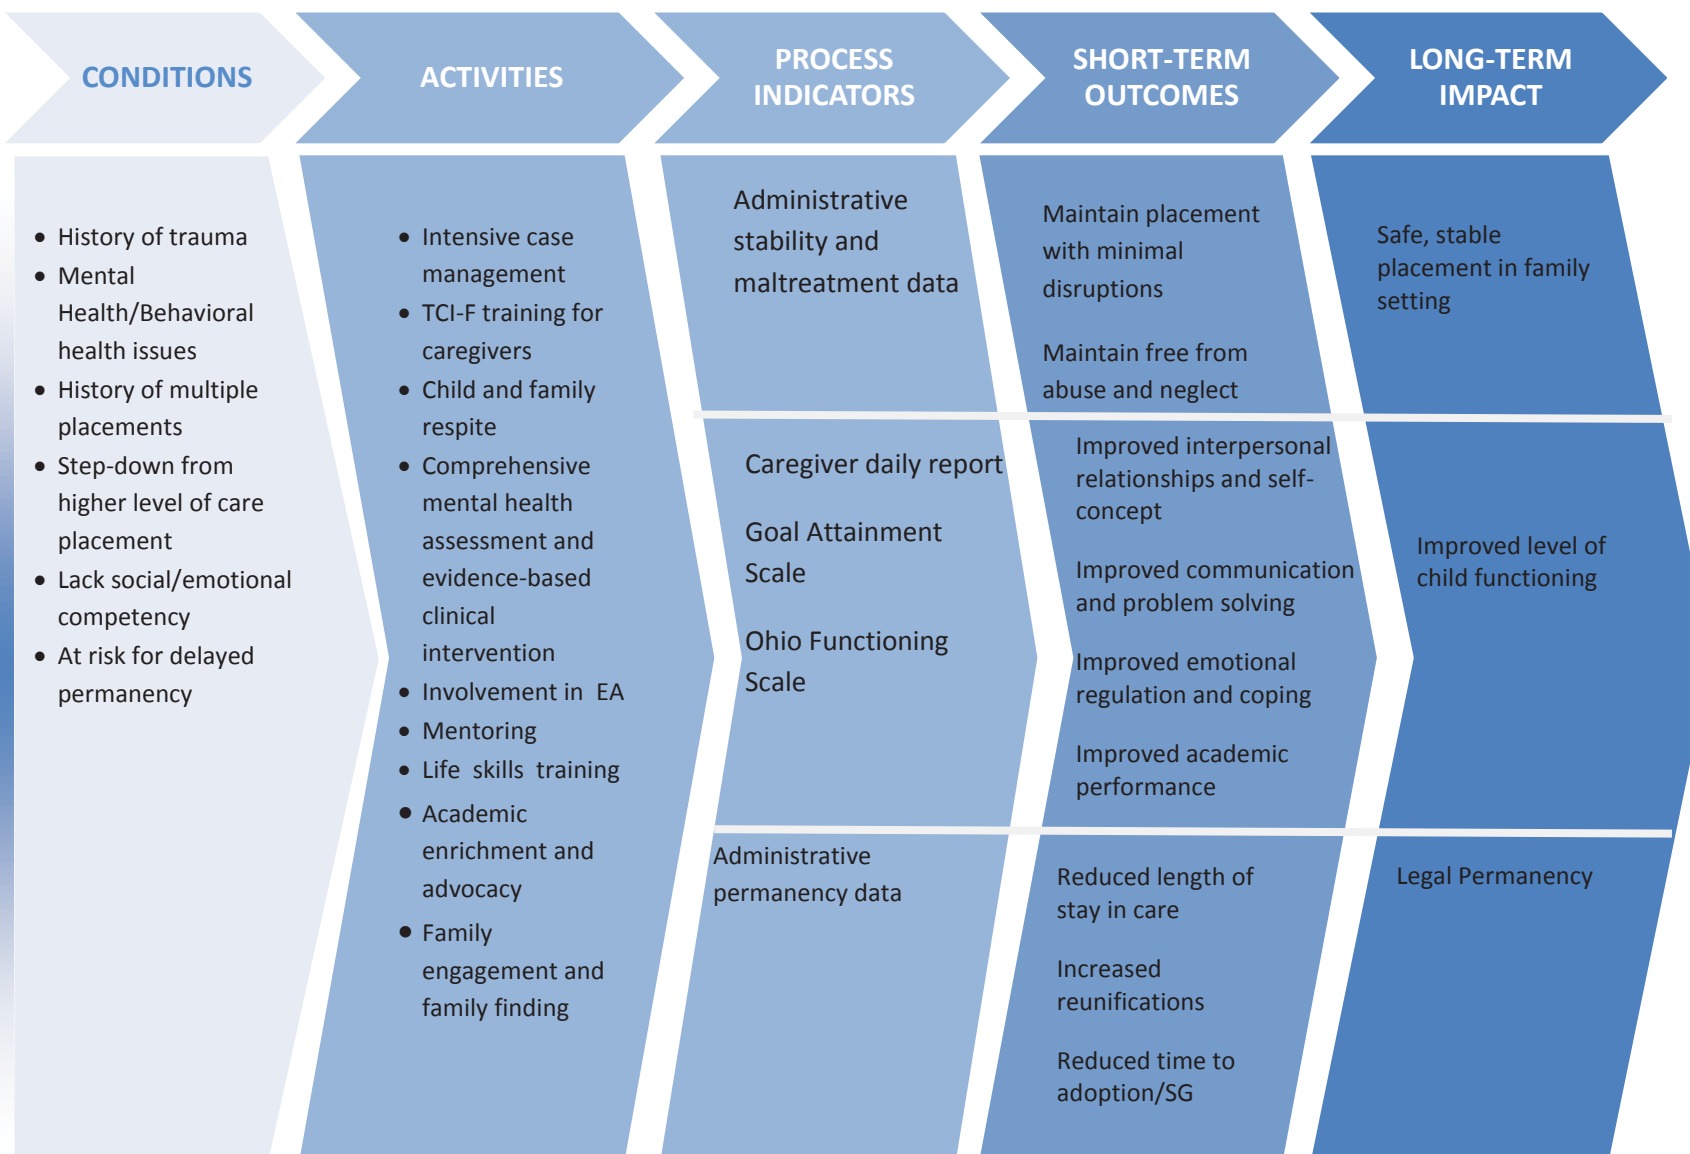 CONDITIONS
ACTIVITIES
PROCESS
INDICATORS
SHORT-TERM
OUTCOMES
LONG-TERM
IMPACT
• History of trauma
• Mental
Health/Behavioral
health issues
• History of multiple
placements
• Step-down from
higher level of care
placement
• Lack social/emotional
competency
• At risk for delayed
permanency
• Intensive case
management
• TCI-F training for
caregivers
• Child and family
respite
• Comprehensive
mental health
assessment and
evidence-based
clinical
intervention
• Involvement in EA
• Mentoring
• Life skills training
• Academic
enrichment and
advocacy
• Family
engagement and
family finding
Administrative
stability and
maltreatment data
Caregiver daily report
Goal Attainment
Scale
Ohio Functioning
Scale
Administrative
permanency data
Maintain placement
with minimal
disruptions
Maintain free from
abuse and neglect
Improved interpersonal
relationships and self-
concept
Improved communication
and problem solving
Improved emotional
regulation and coping
Improved academic
performance
Reduced length of
stay in care
Increased
reunifications
Reduced time to
adoption/SG
Safe, stable
placement in family
setting
Improved level of
child functioning
Legal Permanency